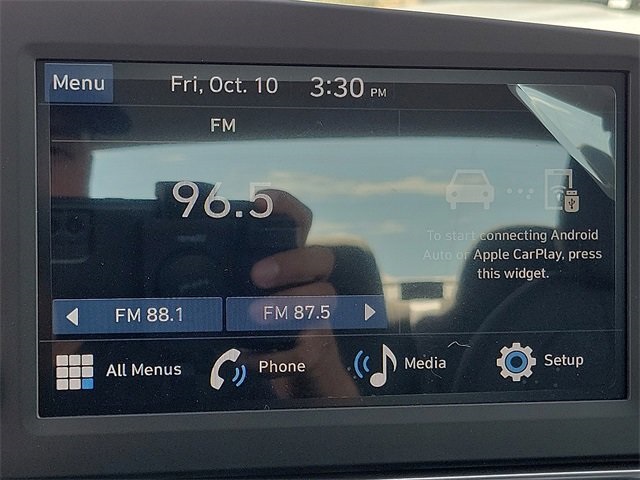 Menu Fri, Oct. 10 3:30 PM
FM
96.5
To start connecting Android
Auto or Apple CarPlay, press
this widget.
FM 88.1 FM 87.5
All Menus Phone Media Setup